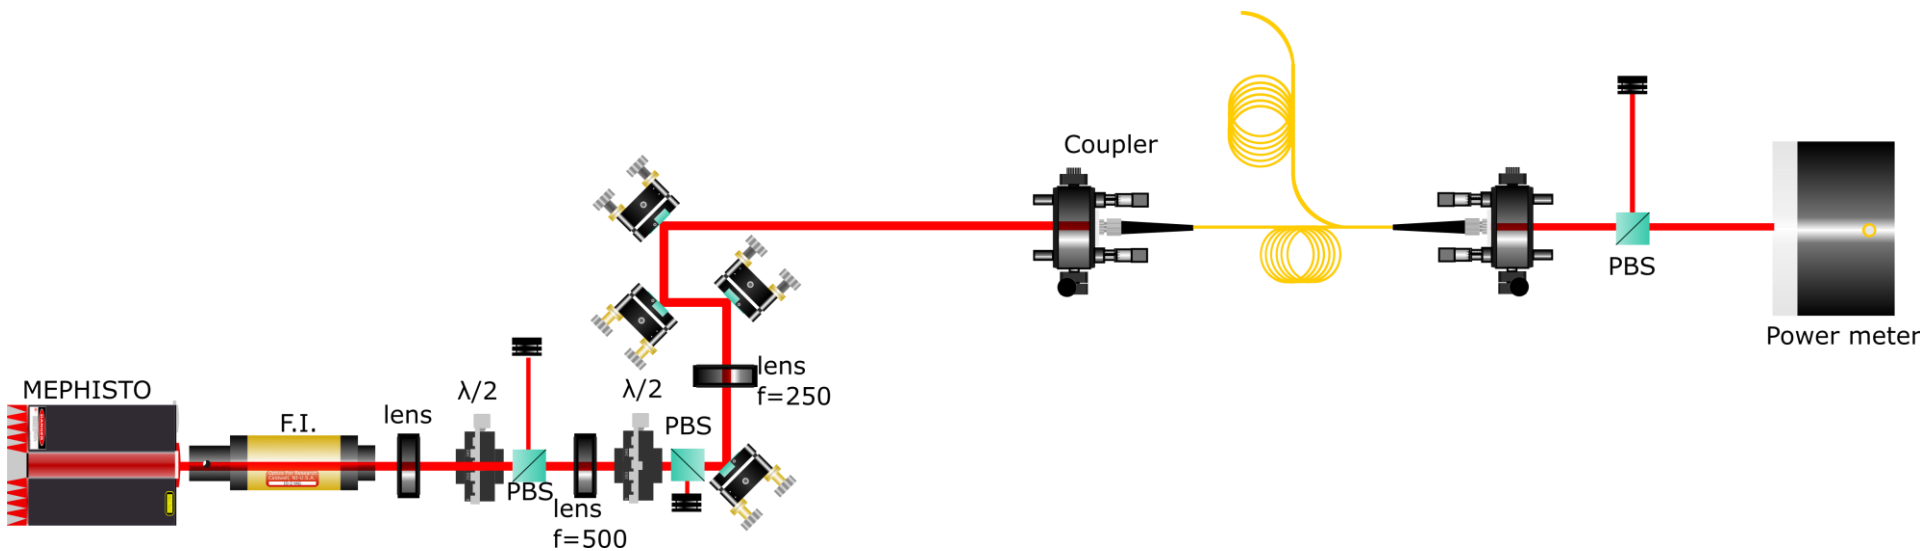 MEPHISTO
F.I.
lens
λ/2
PBS
lens
f=500
λ/2
PBS
lens
f=250
Coupler
PBS
Power meter